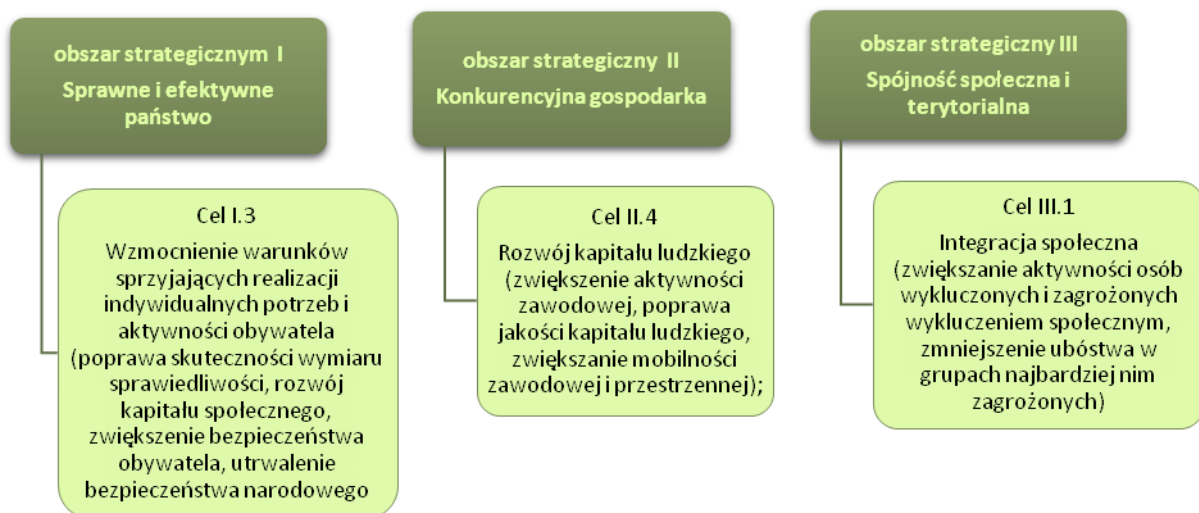 obszar strategicznym I
Sprawne i efektywne
państwo
Cel I.3
Wzmocnienie warunków
sprzyjających realizacji
indywidualnych potrzeb i
aktywności obywatela
(poprawa skuteczności wymiaru
sprawiedliwości, rozwój
kapitału społecznego,
zwiększenie bezpieczeństwa
obywatela, utrwalenie
bezpieczeństwa narodowego
obszar strategiczny II
Konkurencyjna gospodarka
Cel II.4
Rozwój kapitału ludzkiego
(zwiększenie aktywności
zawodowej, poprawa
jakości kapitału ludzkiego,
zwiększanie mobilności
zawodowej i przestrzennej);
obszar strategiczny III
Spójność społeczna i
terytorialna
Cel III.1
Integracja społeczna
(zwiększanie aktywności osób
wykluczonych i zagrożonych
wykluczeniem społecznym,
zmniejszenie ubóstwa w
grupach najbardziej nim
zagrożonych)